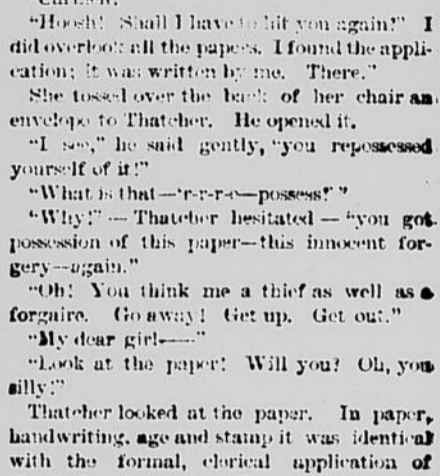 "Hoosh! Shall I have to hit you again?" I
did overlook all the papers. I found the appli-
cation; it was written by me. There."
She tossed over the back of her chair an
envelope to Thatcher. He opened it.
"I see," he said gently, "you repossessed
yourself of it!"
"What is that—'r-r-r-e—possess?'"
"Why!" — Thatcher hesitated — "you got
possession of this paper—this innocent for-
gery—again."
"Oh! You think me a thief as well as a
forgaire. Go away! Get up. Get out."
"My dear girl——"
"Look at the paper! Will you? Oh, you
silly!"
Thatcher looked at the paper. In paper,
handwriting, age and stamp it was identical
with the formal, clerical application of